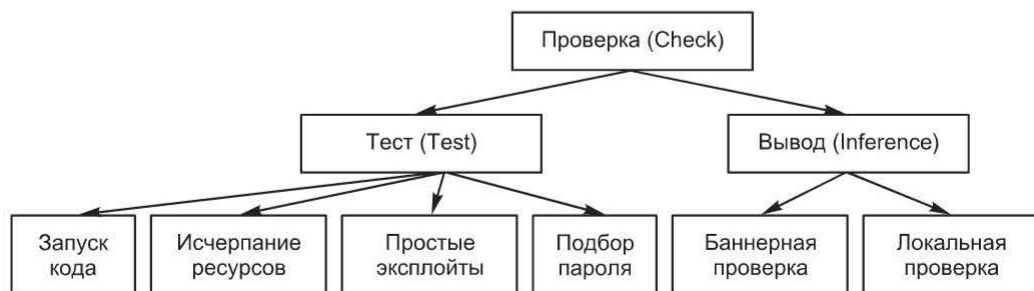 Проверка (Check)
Тест (Test)
Вывод (Inference)
Запуск
кода
Исчерпание
ресурсов
Простые
эксплойты
Подбор
пароля
Баннерная
проверка
Локальная
проверка